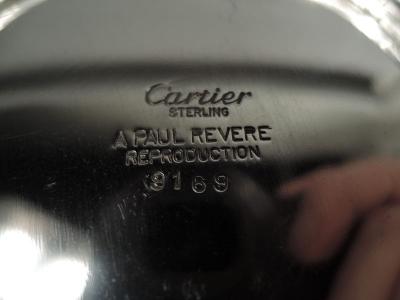 Cartier
STERLING
A PAUL REVERE
REPRODUCTION
9169